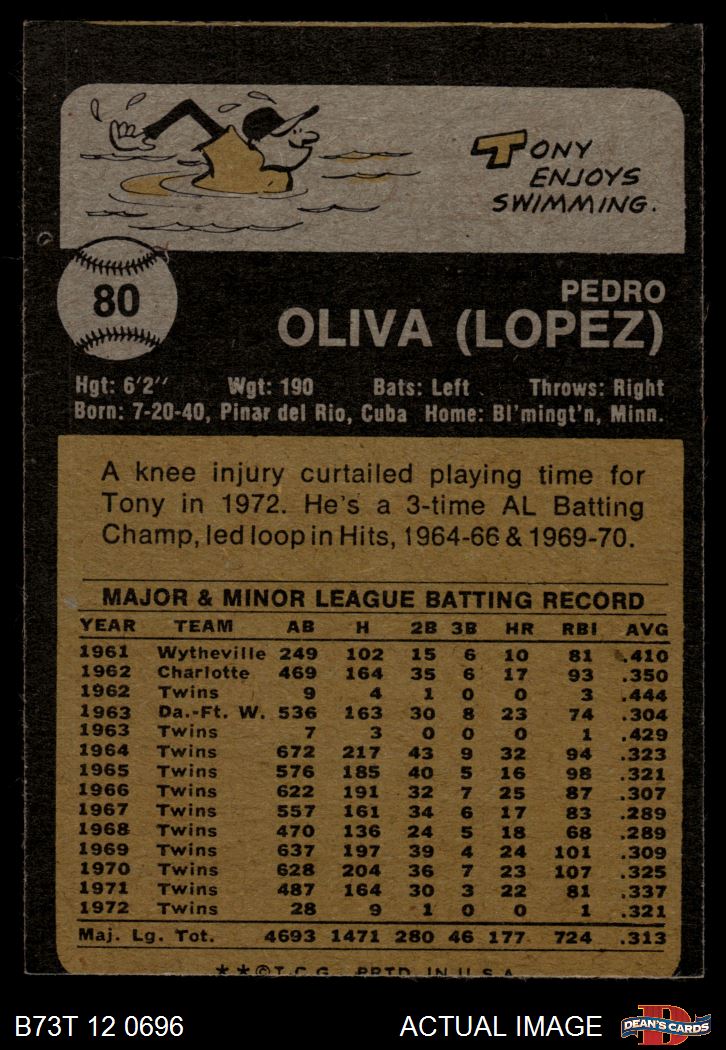 TONY
ENJOYS
SWIMMING.
80
PEDRO
OLIVA (LOPEZ)
Hgt: 6'2" Wgt: 190 Bats: Left Throws: Right
Born: 7-20-40, Pinar del Rio, Cuba Home: Bl'mingt'n, Minn.
A knee injury curtailed playing time for
Tony in 1972. He's a 3-time AL Batting
Champ, led loop in Hits, 1964-66 & 1969-70.
MAJOR & MINOR LEAGUE BATTING RECORD
YEAR TEAM AB H 2B 3B HR RBI AVG
1961 Wytheville 249 102 15 6 10 81 .410
1962 Charlotte 469 164 35 6 17 93 .350
1962 Twins 9 4 1 0 0 3 .444
1963 Da.-Ft. W. 536 163 30 8 23 74 .304
1963 Twins 7 3 0 0 0 1 .429
1964 Twins 672 217 43 9 32 94 .323
1965 Twins 576 185 40 5 16 98 .321
1966 Twins 622 191 32 7 25 87 .307
1967 Twins 557 161 34 6 17 83 .289
1968 Twins 470 136 24 5 18 68 .289
1969 Twins 637 197 39 4 24 101 .309
1970 Twins 628 204 36 7 23 107 .325
1971 Twins 487 164 30 3 22 81 .337
1972 Twins 28 9 1 0 0 1 .321
Maj. Lg. Tot. 4693 1471 280 46 177 724 .313
**©T.C.G. PRTD. IN U.S.A.
B73T 12 0696 ACTUAL IMAGE DEAN'S CARDS